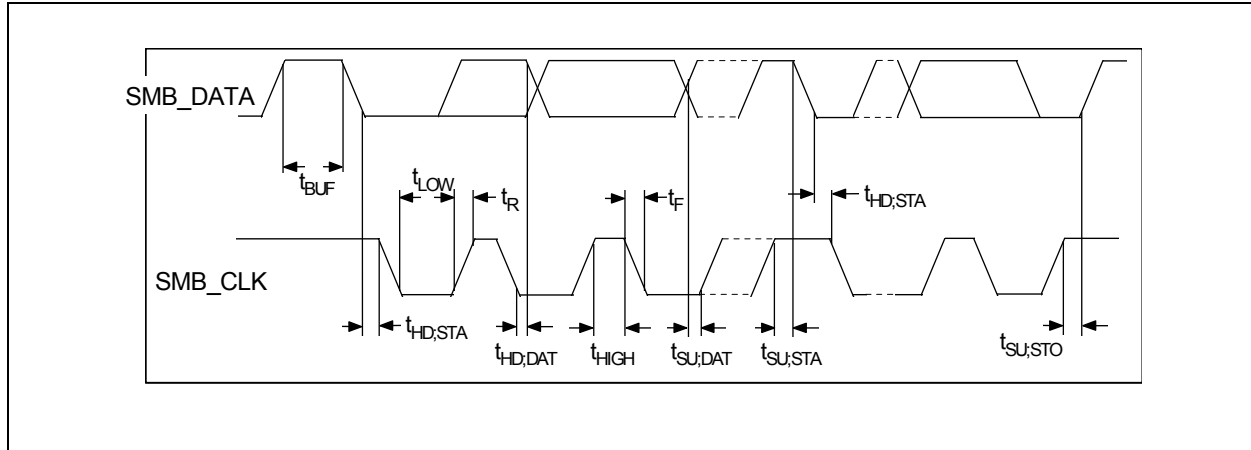 SMB_DATA
tBUF
tLOW
tR
tF
tHD;STA
SMB_CLK
tHD;STA
tHD;DAT
tHIGH
tSU;DAT
tSU;STA
tSU;STO